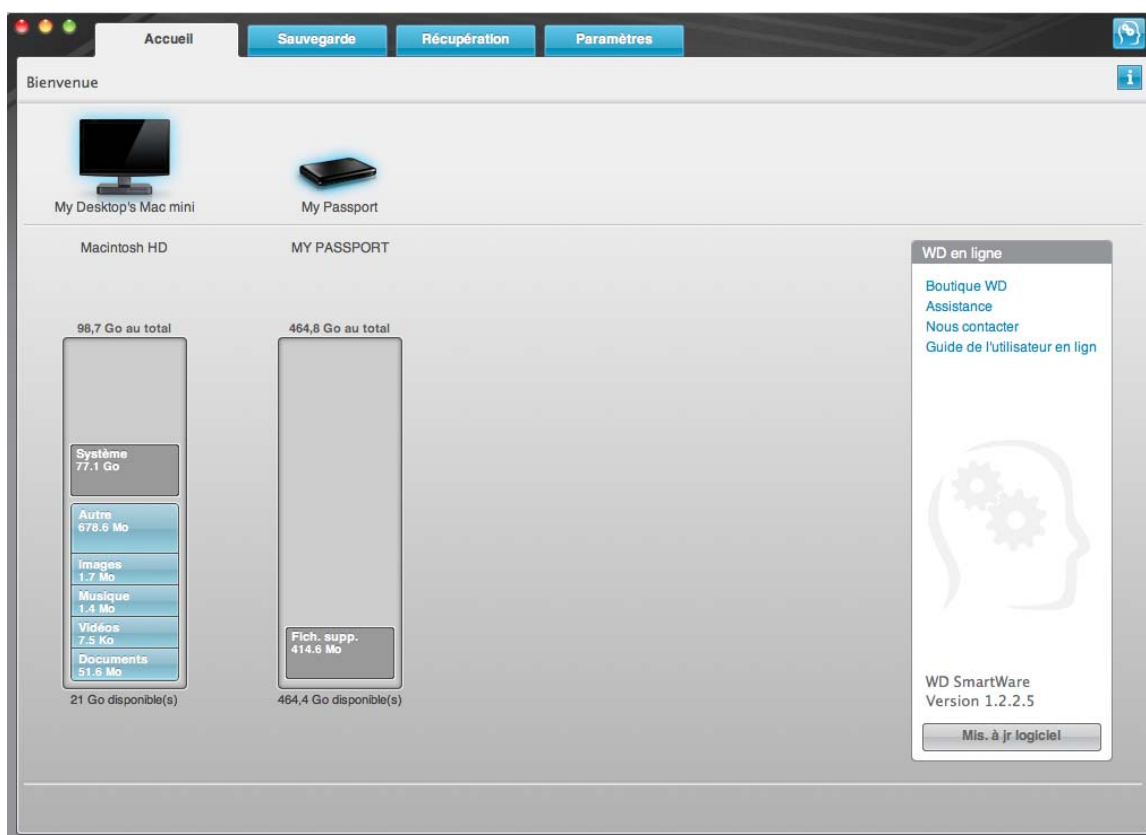 Accueil
Sauvegarde
Récupération
Paramètres
Bienvenue
i
My Desktop's Mac mini
My Passport
Macintosh HD
MY PASSPORT
98,7 Go au total
464,8 Go au total
Système
77.1 Go
Autre
678.6 Mo
Images
1.7 Mo
Musique
1.4 Mo
Vidéos
7.5 Ko
Documents
51.6 Mo
21 Go disponible(s)
Fich. supp.
414.6 Mo
464,4 Go disponible(s)
WD en ligne
Boutique WD
Assistance
Nous contacter
Guide de l'utilisateur en lign
WD SmartWare
Version 1.2.2.5
Mis. à jr logiciel